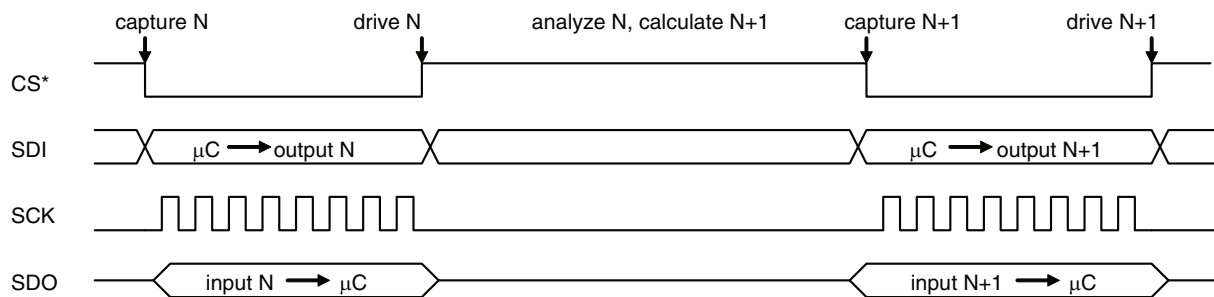 capture N drive N analyze N, calculate N+1 capture N+1 drive N+1
CS*
SDI μC output N μC output N+1
SCK
SDO input N μC input N+1 μC